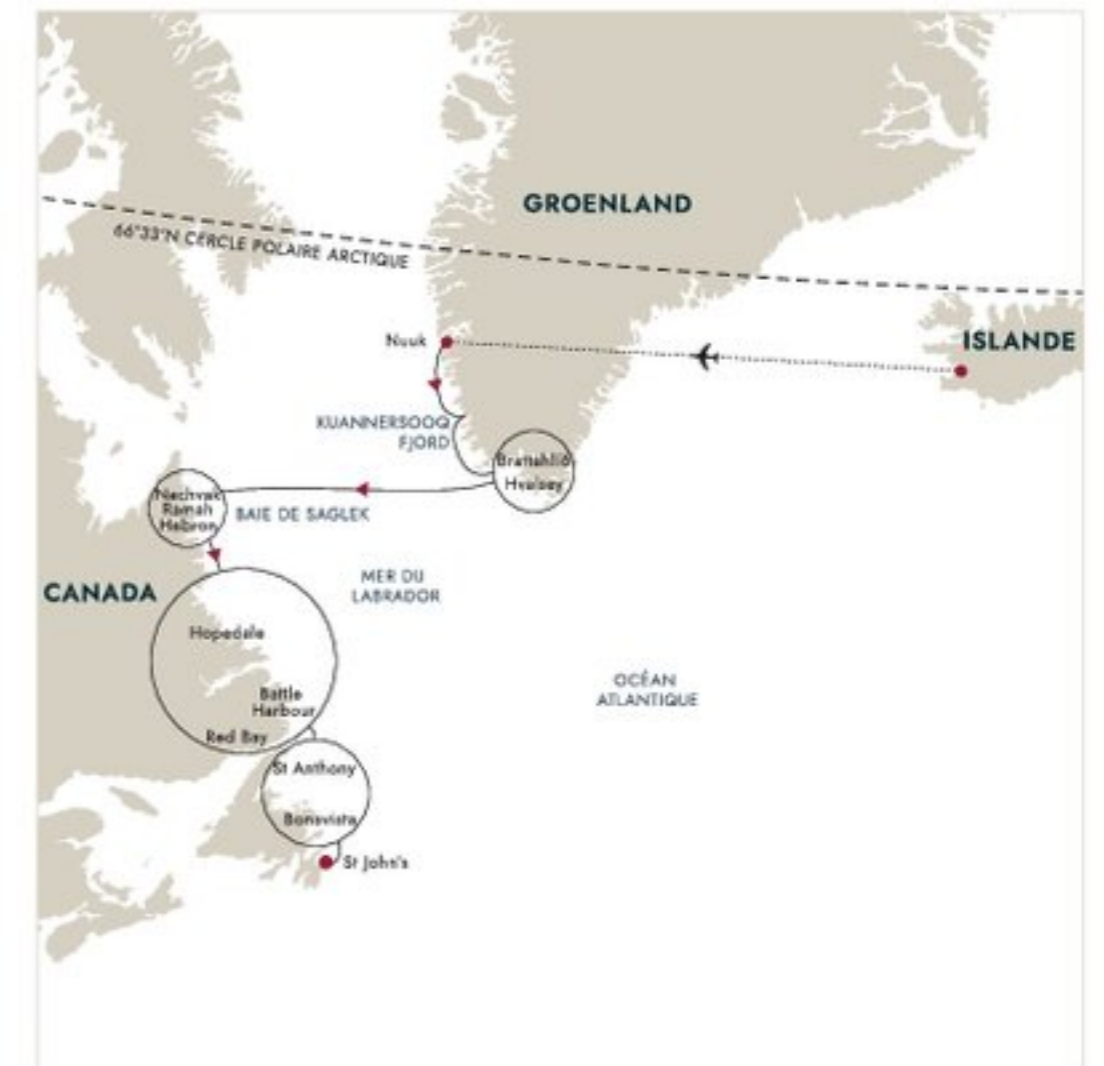 GROENLAND
66°33'N CERCLE POLAIRE ARCTIQUE
ISLANDE
Nuuk
KUANNERSOOQ
FJORD
Brattahlíð
Hvalsey
Nachvak
Ramah
Hebron
BAIE DE SAGLEK
CANADA
MER DU
LABRADOR
Hopedale
Battle
Harbour
Red Bay
OCÉAN
ATLANTIQUE
St Anthony
Bonavista
St John's